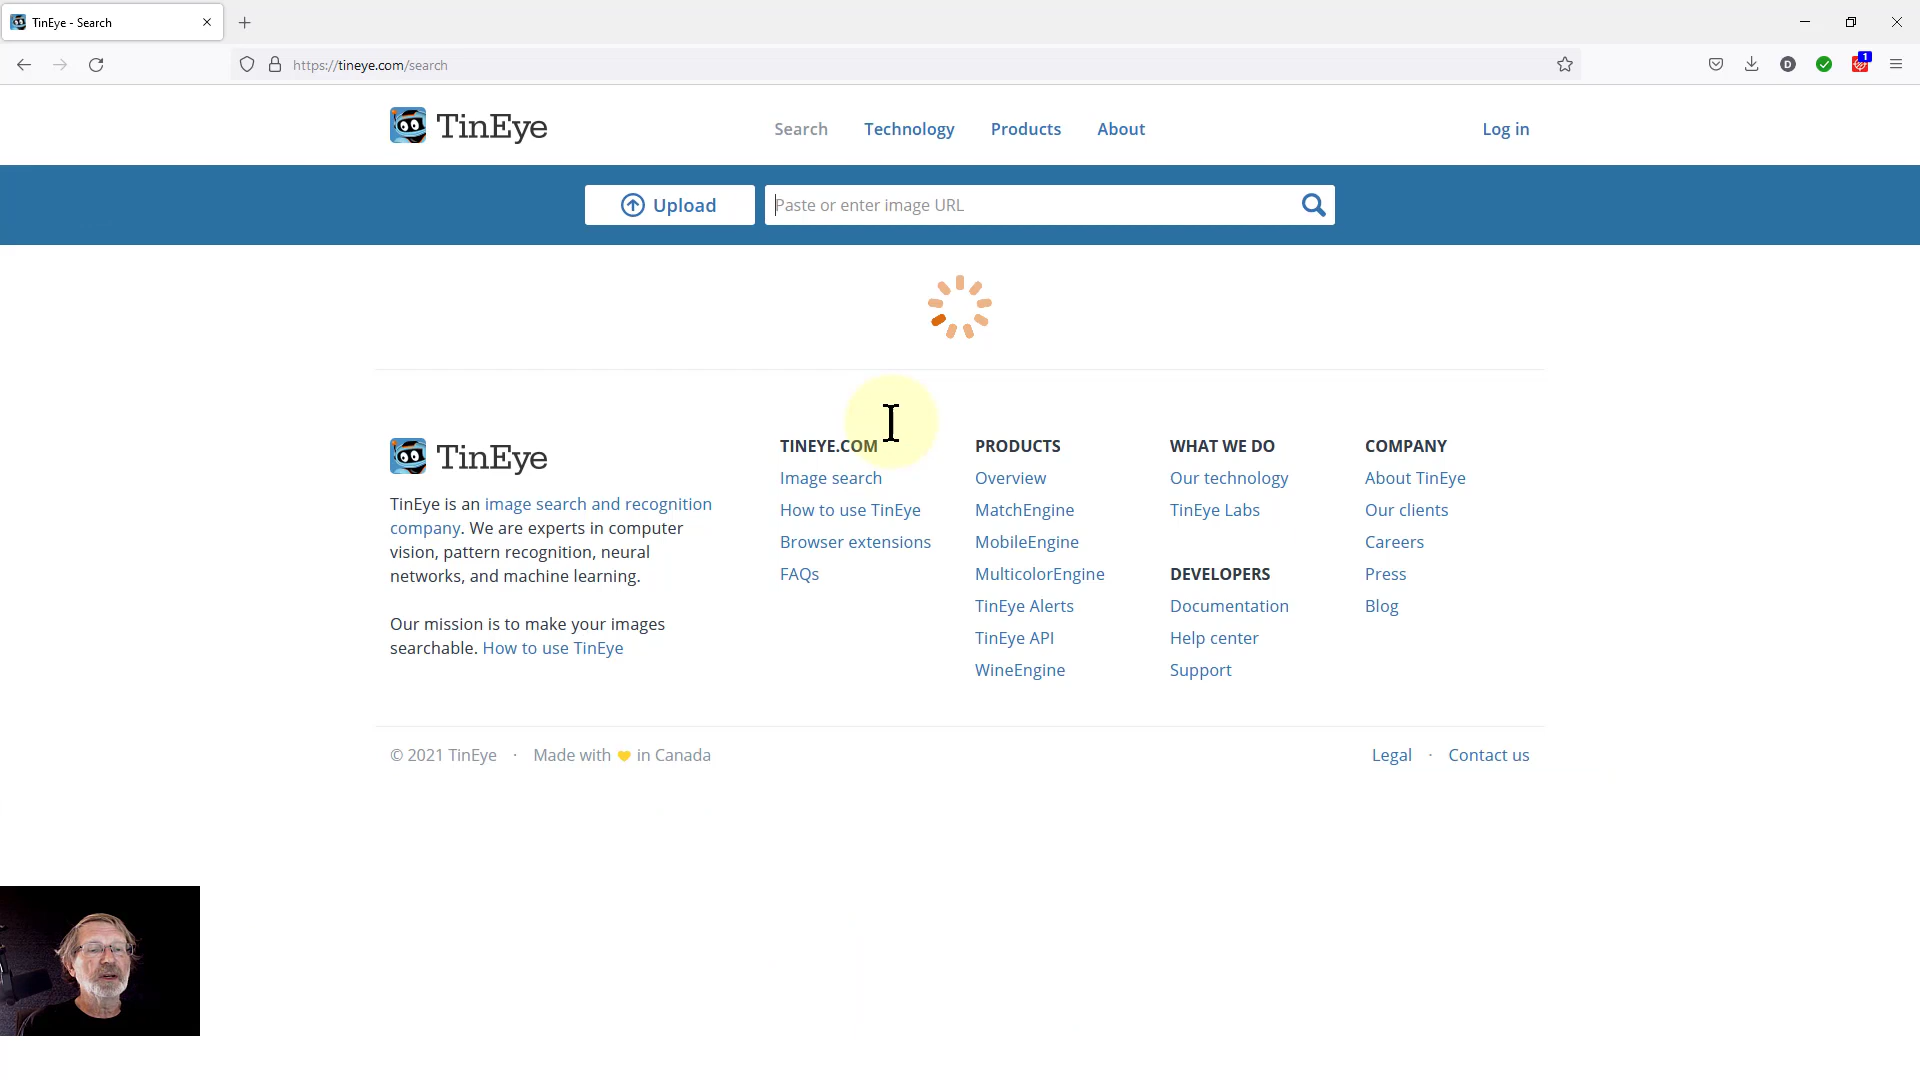 TinEye - Search
https://tineye.com/search
1
D
TinEye
Search
Technology
Products
About
Log in
Upload
Paste or enter image URL
TinEye
TinEye is an image search and recognition
company. We are experts in computer
vision, pattern recognition, neural
networks, and machine learning.
Our mission is to make your images
searchable. How to use TinEye
TINEYE.COM
Image search
How to use TinEye
Browser extensions
FAQs
PRODUCTS
Overview
MatchEngine
MobileEngine
MulticolorEngine
TinEye Alerts
TinEye API
WineEngine
WHAT WE DO
Our technology
TinEye Labs
DEVELOPERS
Documentation
Help center
Support
COMPANY
About TinEye
Our clients
Careers
Press
Blog
© 2021 TinEye · Made with 💛 in Canada
Legal · Contact us